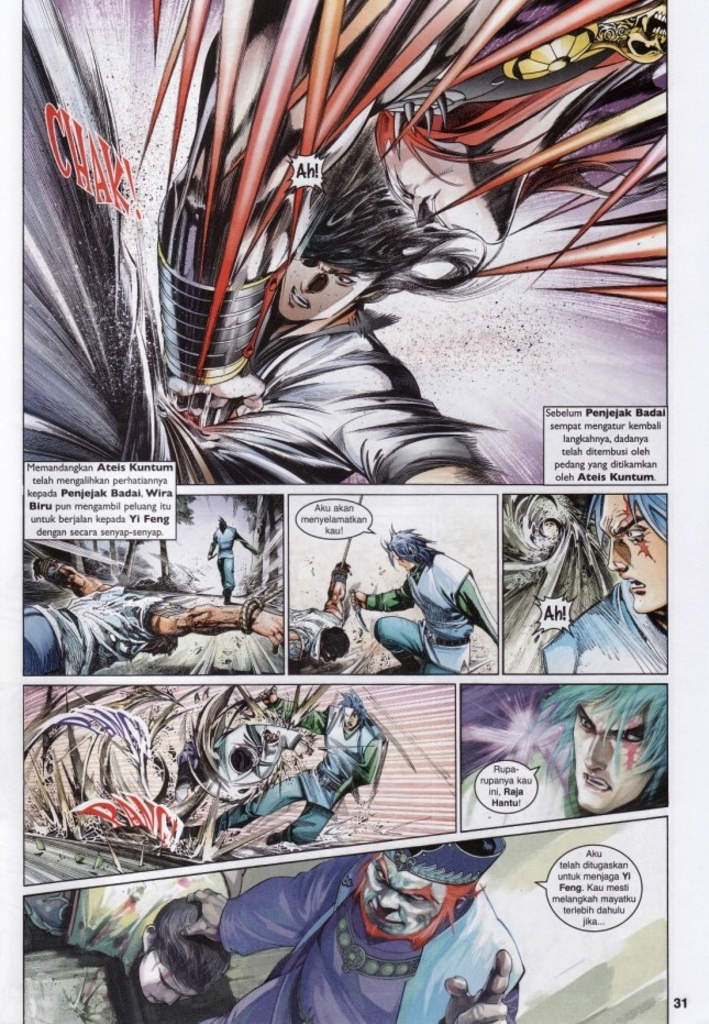 CHAK!
Ah!
Sebelum Penjejak Badai
sempat mengatur kembali
langkahnya, dadanya
telah ditembusi oleh
pedang yang ditikamkan
oleh Ateis Kuntum.
Memandangkan Ateis Kuntum
telah mengalihkan perhatiannya
kepada Penjejak Badai, Wira
Biru pun mengambil peluang itu
untuk berjalan kepada Yi Feng
dengan secara senyap-senyap.
Aku akan
menyelamatkan
kau!
Ah!
PANG!
Rupa-
rupanya kau
ini, Raja
Hantu!
Aku
telah ditugaskan
untuk menjaga Yi
Feng. Kau mesti
melangkah mayatku
terlebih dahulu
jika...
31